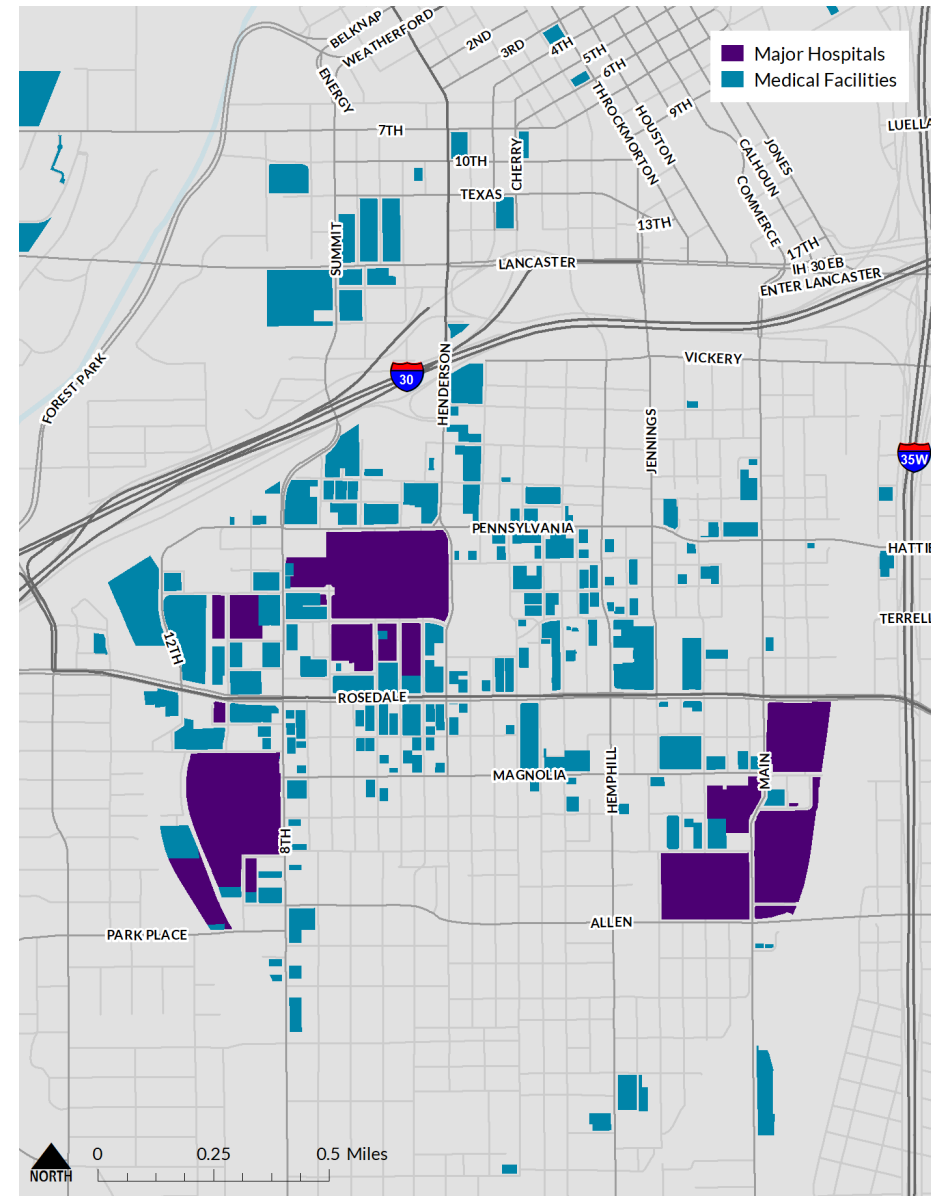 BELKNAP
WEATHERFORD
ENERGY
2ND
3RD
4TH
5TH
6TH
9TH
THROCKMORTON
HOUSTON
CALHOUN
JONES
COMMERCE
Major Hospitals
Medical Facilities
LUELLA
7TH
10TH
CHERRY
TEXAS
13TH
17TH
SUMMIT
LANCASTER
IH 30 EB
ENTER LANCASTER
FOREST PARK
30
HENDERSON
VICKERY
JENNINGS
35W
PENNSYLVANIA
HATTIE
TERRELL
12TH
ROSEDALE
MAGNOLIA
HEMPHILL
MAIN
8TH
PARK PLACE
ALLEN
NORTH
0 0.25 0.5 Miles